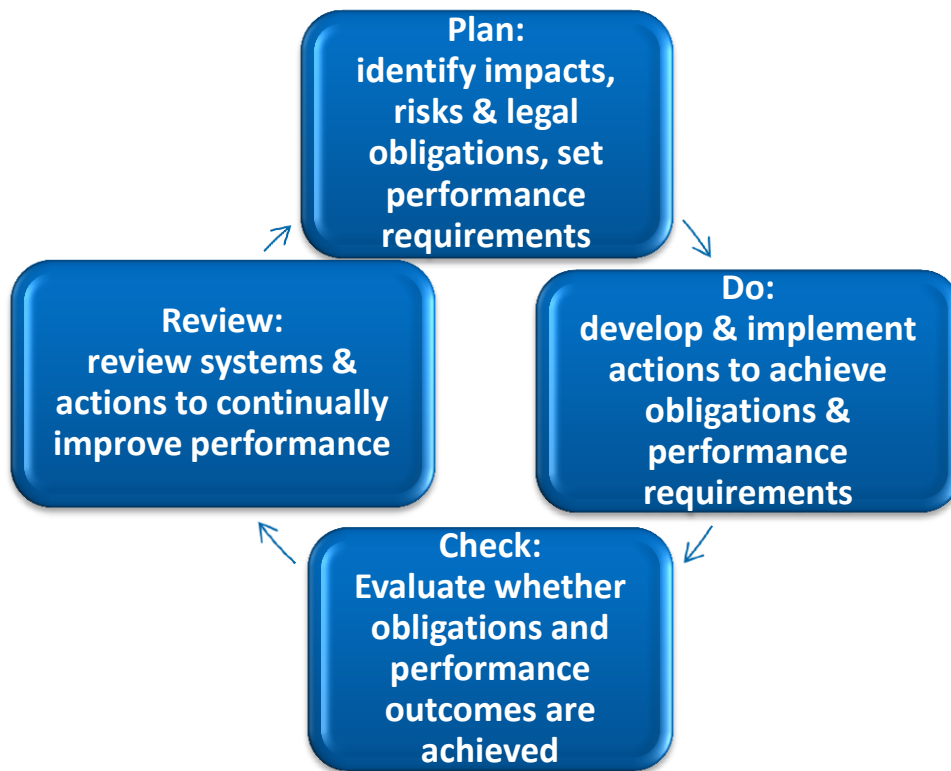 Plan:
identify impacts,
risks & legal
obligations, set
performance
requirements
Do:
develop & implement
actions to achieve
obligations &
performance
requirements
Check:
Evaluate whether
obligations and
performance
outcomes are
achieved
Review:
review systems &
actions to continually
improve performance